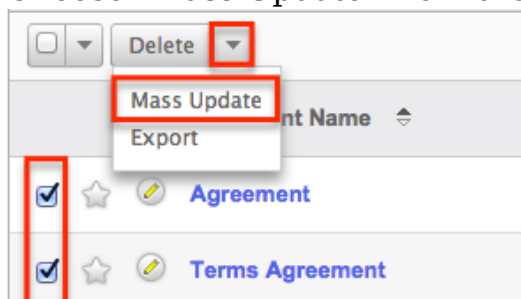 Delete
Mass Update
nt Name
Export
Agreement
Terms Agreement